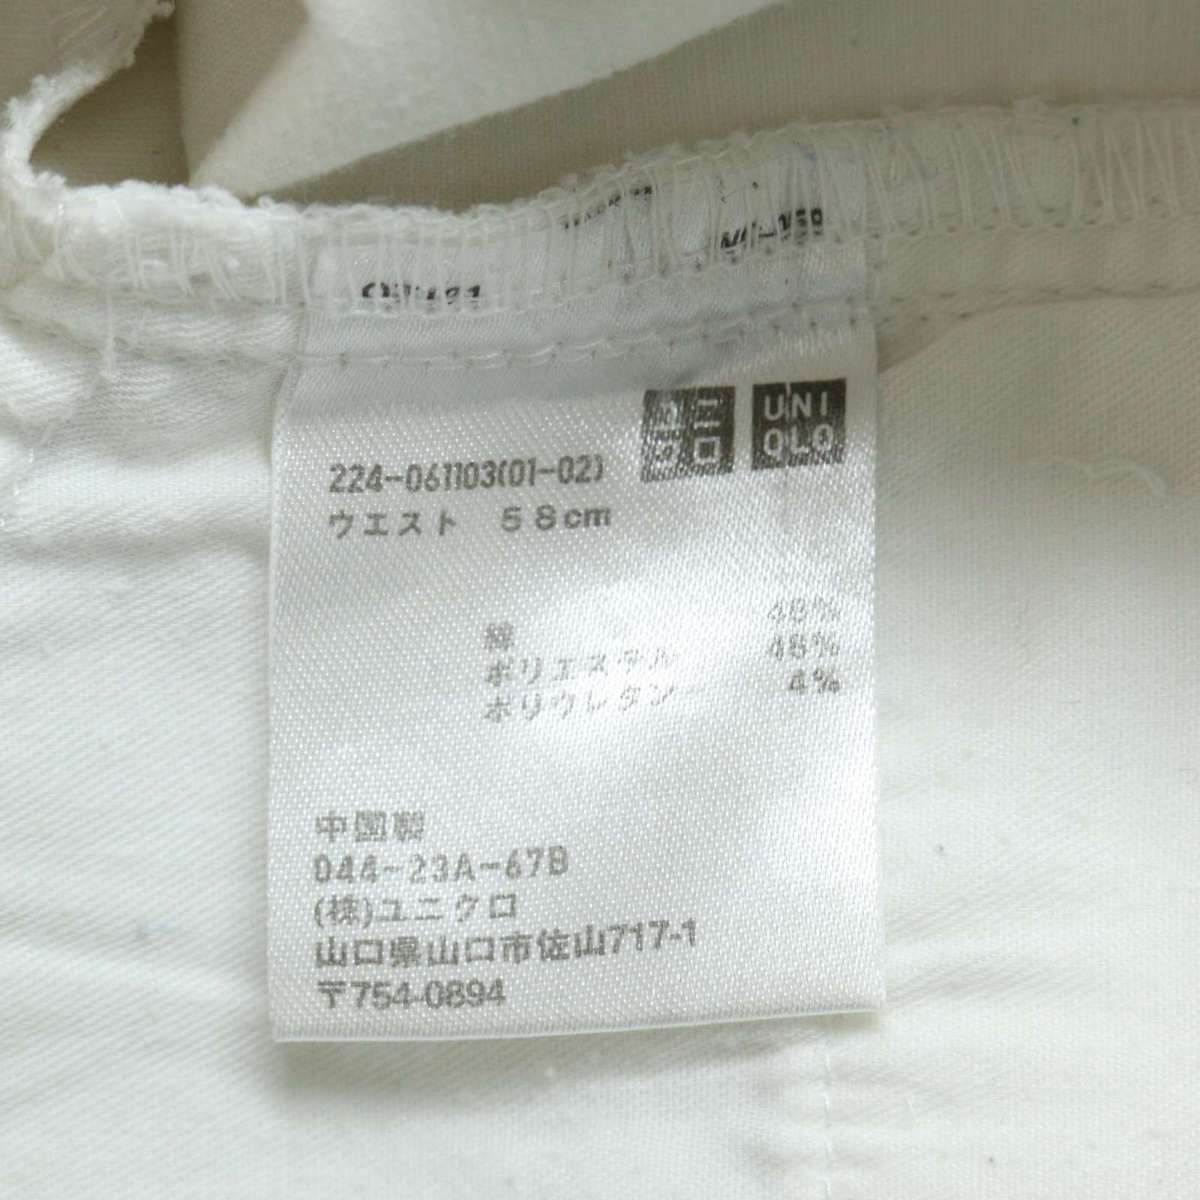 ユニ
クロ
UNI
QLO
224-061103(01-02)
ウエスト 58cm
綿 48%
ポリエステル 48%
ポリウレタン 4%
中国製
044-23A-67B
(株)ユニクロ
山口県山口市佐山717-1
〒754-0894